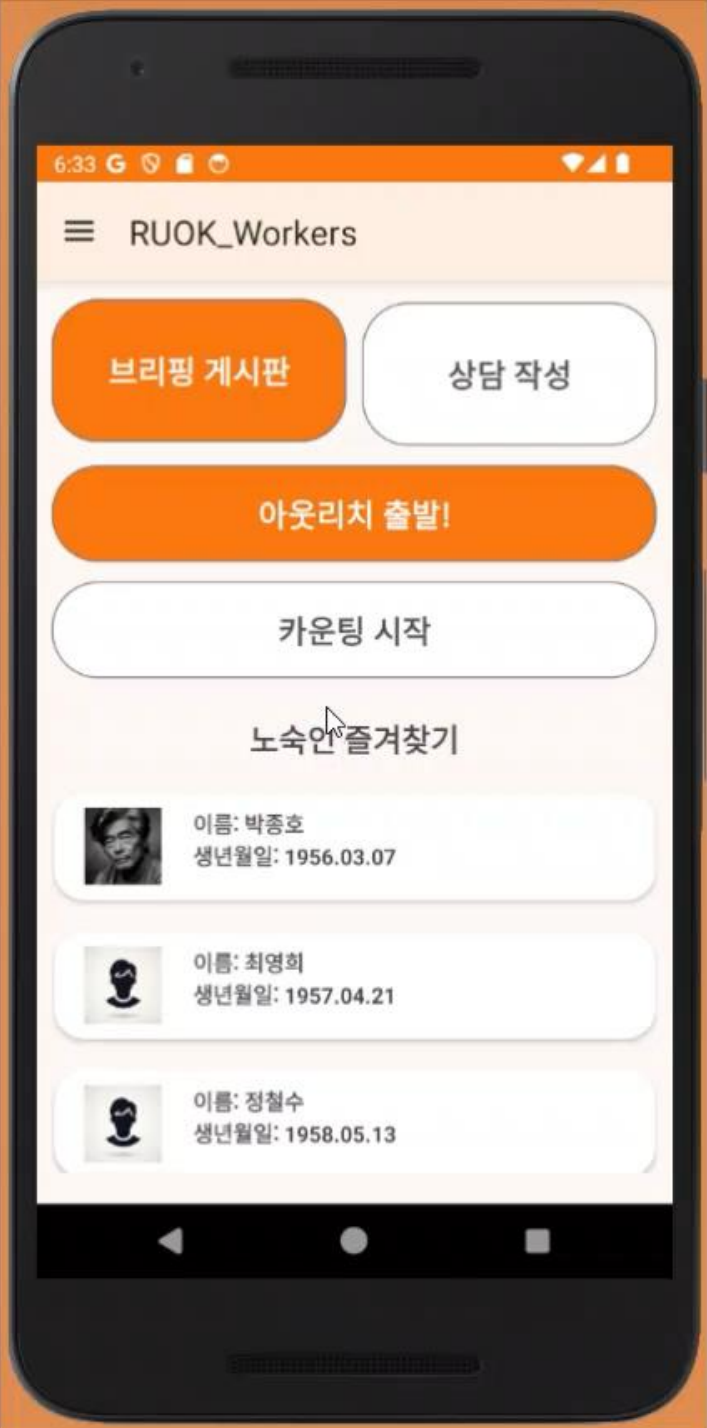 6:33 G
RUOK_Workers
브리핑 게시판
상담 작성
아웃리치 출발!
카운팅 시작
노숙인 즐겨찾기
이름: 박종호
생년월일: 1956.03.07
이름: 최영희
생년월일: 1957.04.21
이름: 정철수
생년월일: 1958.05.13